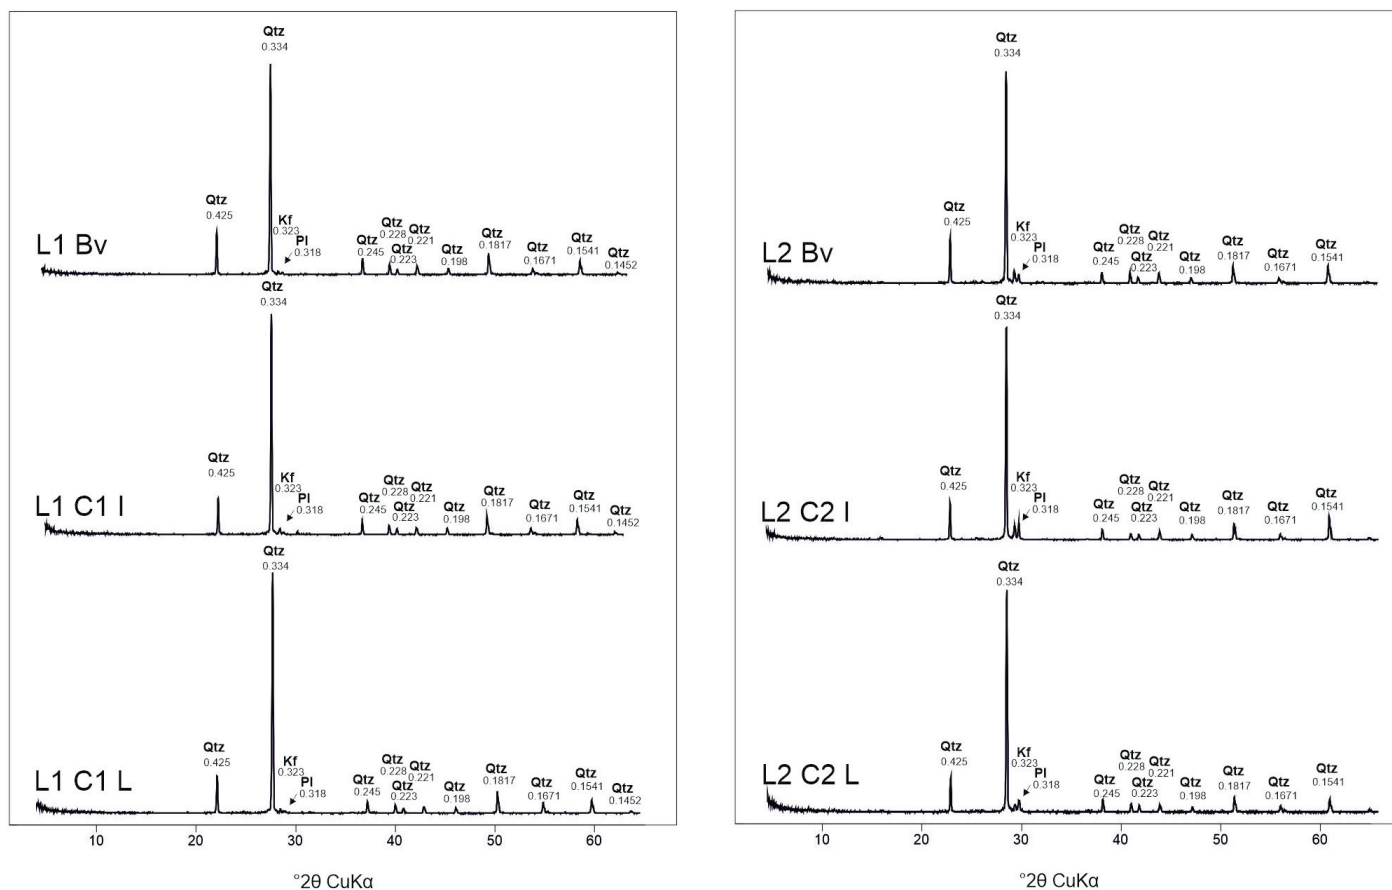 Qtz
0.334
Qtz
0.425
Kf
0.323
Pl
0.318
Qtz
0.245
Qtz
0.228
Qtz
0.223
Qtz
0.221
Qtz
0.198
Qtz
0.1817
Qtz
0.1671
Qtz
0.1541
Qtz
0.1452
L1 Bv
Qtz
0.334
Qtz
0.425
Kf
0.323
Pl
0.318
Qtz
0.245
Qtz
0.228
Qtz
0.223
Qtz
0.221
Qtz
0.198
Qtz
0.1817
Qtz
0.1671
Qtz
0.1541
Qtz
0.1452
L1 C1 I
Qtz
0.334
Qtz
0.425
Kf
0.323
Pl
0.318
Qtz
0.245
Qtz
0.228
Qtz
0.223
Qtz
0.221
Qtz
0.198
Qtz
0.1817
Qtz
0.1671
Qtz
0.1541
Qtz
0.1452
L1 C1 L
10 20 30 40 50 60
°2θ CuKα
Qtz
0.334
Qtz
0.425
Kf
0.323
Pl
0.318
Qtz
0.245
Qtz
0.228
Qtz
0.223
Qtz
0.221
Qtz
0.198
Qtz
0.1817
Qtz
0.1671
Qtz
0.1541
L2 Bv
Qtz
0.334
Qtz
0.425
Kf
0.323
Pl
0.318
Qtz
0.245
Qtz
0.228
Qtz
0.223
Qtz
0.221
Qtz
0.198
Qtz
0.1817
Qtz
0.1671
Qtz
0.1541
L2 C2 I
Qtz
0.334
Qtz
0.425
Kf
0.323
Pl
0.318
Qtz
0.245
Qtz
0.228
Qtz
0.223
Qtz
0.221
Qtz
0.198
Qtz
0.1817
Qtz
0.1671
Qtz
0.1541
L2 C2 L
10 20 30 40 50 60
°2θ CuKα